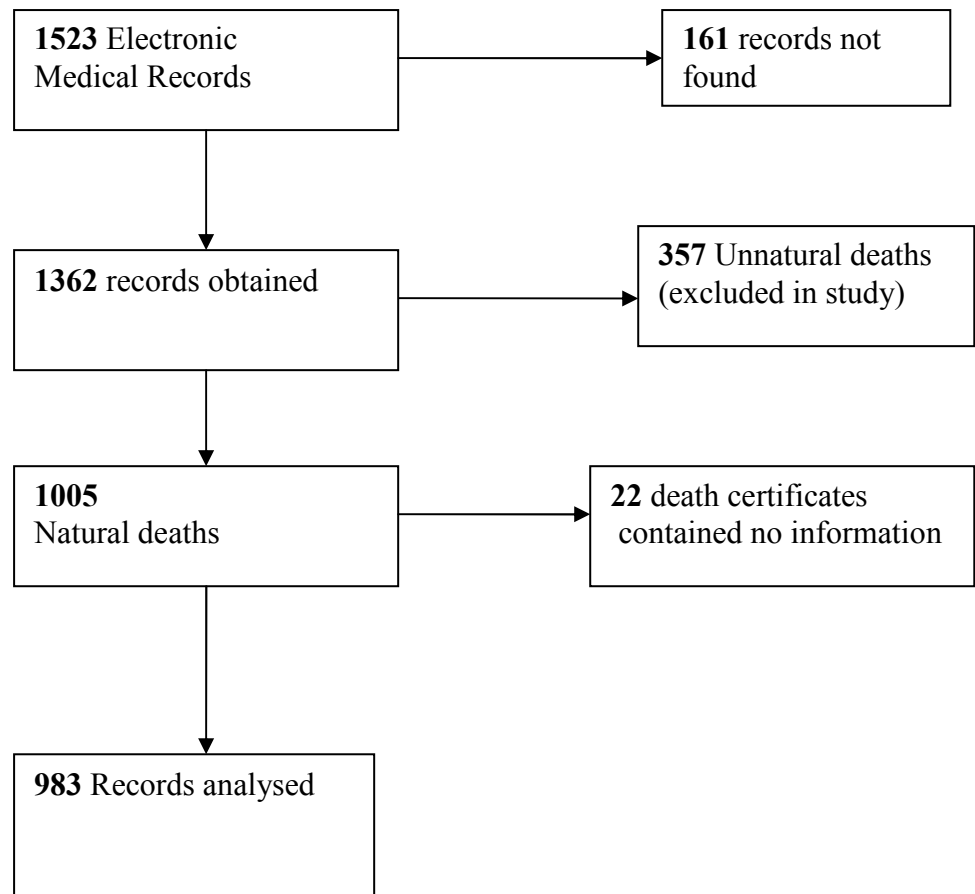 1523 Electronic
Medical Records
161 records not
found
1362 records obtained
357 Unnatural deaths
(excluded in study)
1005
Natural deaths
22 death certificates
contained no information
983 Records analysed